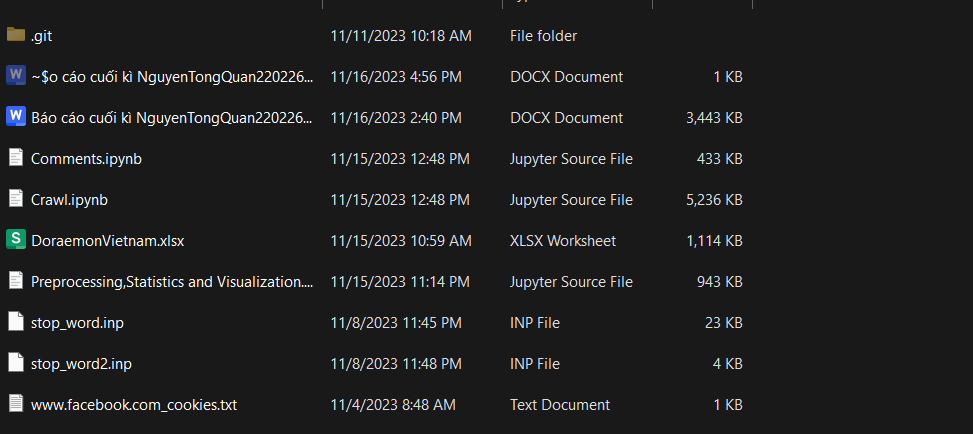 .git 11/11/2023 10:18 AM File folder
~$o cáo cuối kì NguyenTongQuan220226... 11/16/2023 4:56 PM DOCX Document 1 KB
Báo cáo cuối kì NguyenTongQuan220226... 11/16/2023 2:40 PM DOCX Document 3,443 KB
Comments.ipynb 11/15/2023 12:48 PM Jupyter Source File 433 KB
Crawl.ipynb 11/15/2023 12:48 PM Jupyter Source File 5,236 KB
DoraemonVietnam.xlsx 11/15/2023 10:59 AM XLSX Worksheet 1,114 KB
Preprocessing,Statistics and Visualization.... 11/15/2023 11:14 PM Jupyter Source File 943 KB
stop_word.inp 11/8/2023 11:45 PM INP File 23 KB
stop_word2.inp 11/8/2023 11:48 PM INP File 4 KB
www.facebook.com_cookies.txt 11/4/2023 8:48 AM Text Document 1 KB